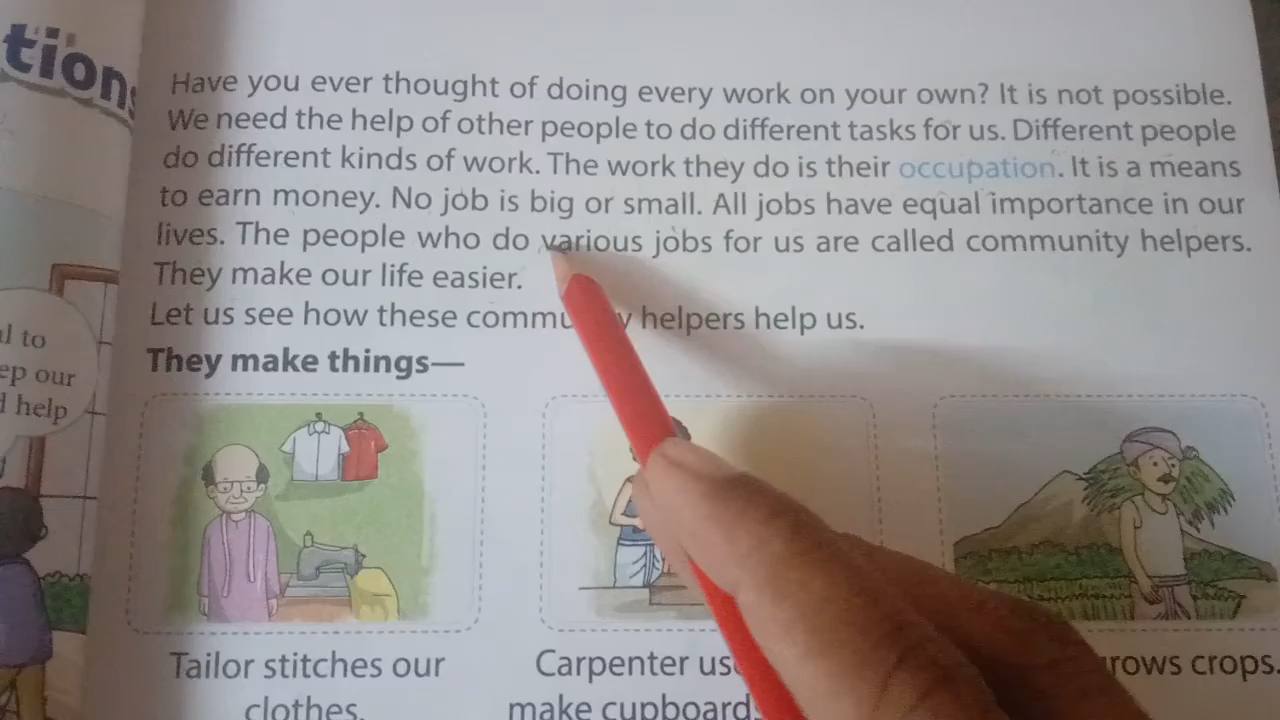 tions
Have you ever thought of doing every work on your own? It is not possible.
We need the help of other people to do different tasks for us. Different people
do different kinds of work. The work they do is their occupation. It is a means
to earn money. No job is big or small. All jobs have equal importance in our
lives. The people who do various jobs for us are called community helpers.
They make our life easier.
Let us see how these commu y helpers help us.
They make things—
l to
ep our
help
Tailor stitches our
clothes.
Carpenter us
make cupboard
rows crops.